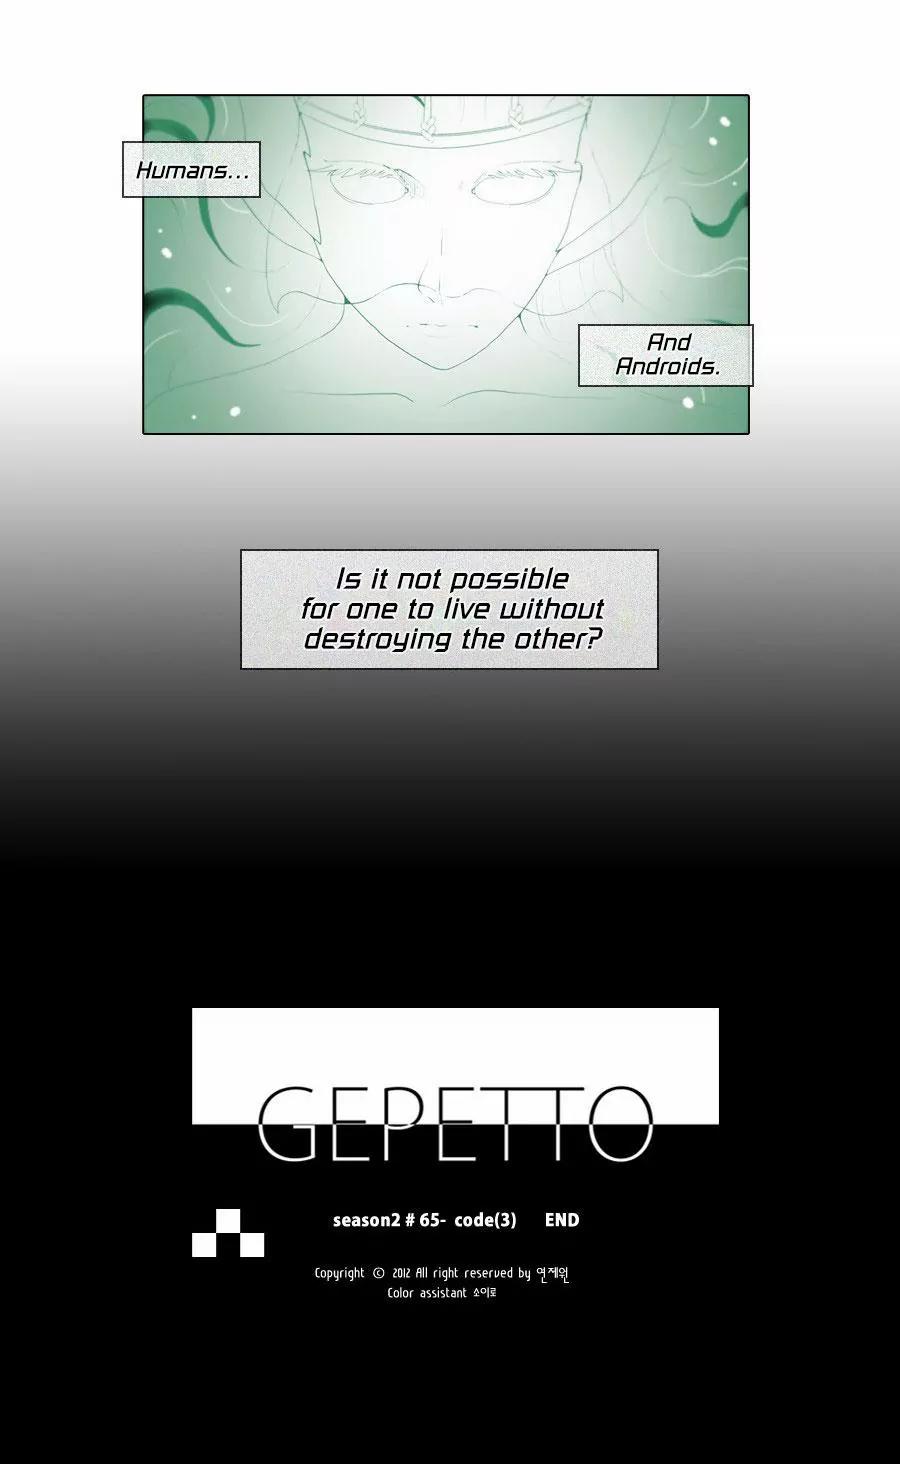 Humans...
And
Androids.
Is it not possible
for one to live without
destroying the other?
GEPETTO
season2 # 65- code(3) END
Copyright © 2012 All right reserved by 연제원
Color assistant 소이로